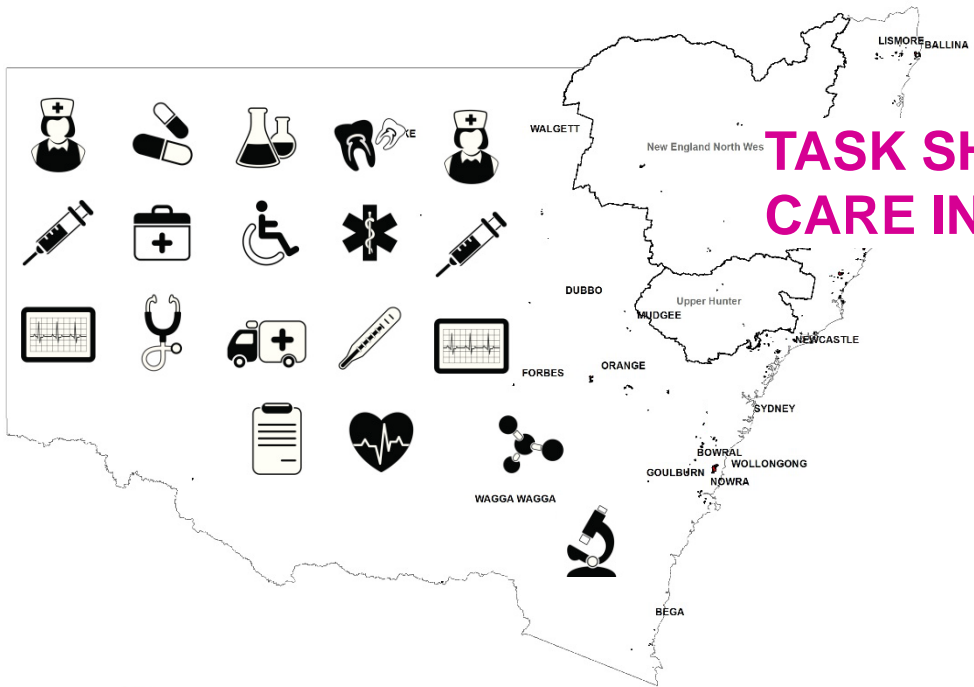 LISMORE
BALLINA
WALGETT
New England North Wes
TASK SH
CARE IN
DUBBO
Upper Hunter
MUDGEE
NEWCASTLE
ORANGE
FORBES
SYDNEY
BOWRAL
WOLLONGONG
GOULBURN
NOWRA
WAGGA WAGGA
BEGA